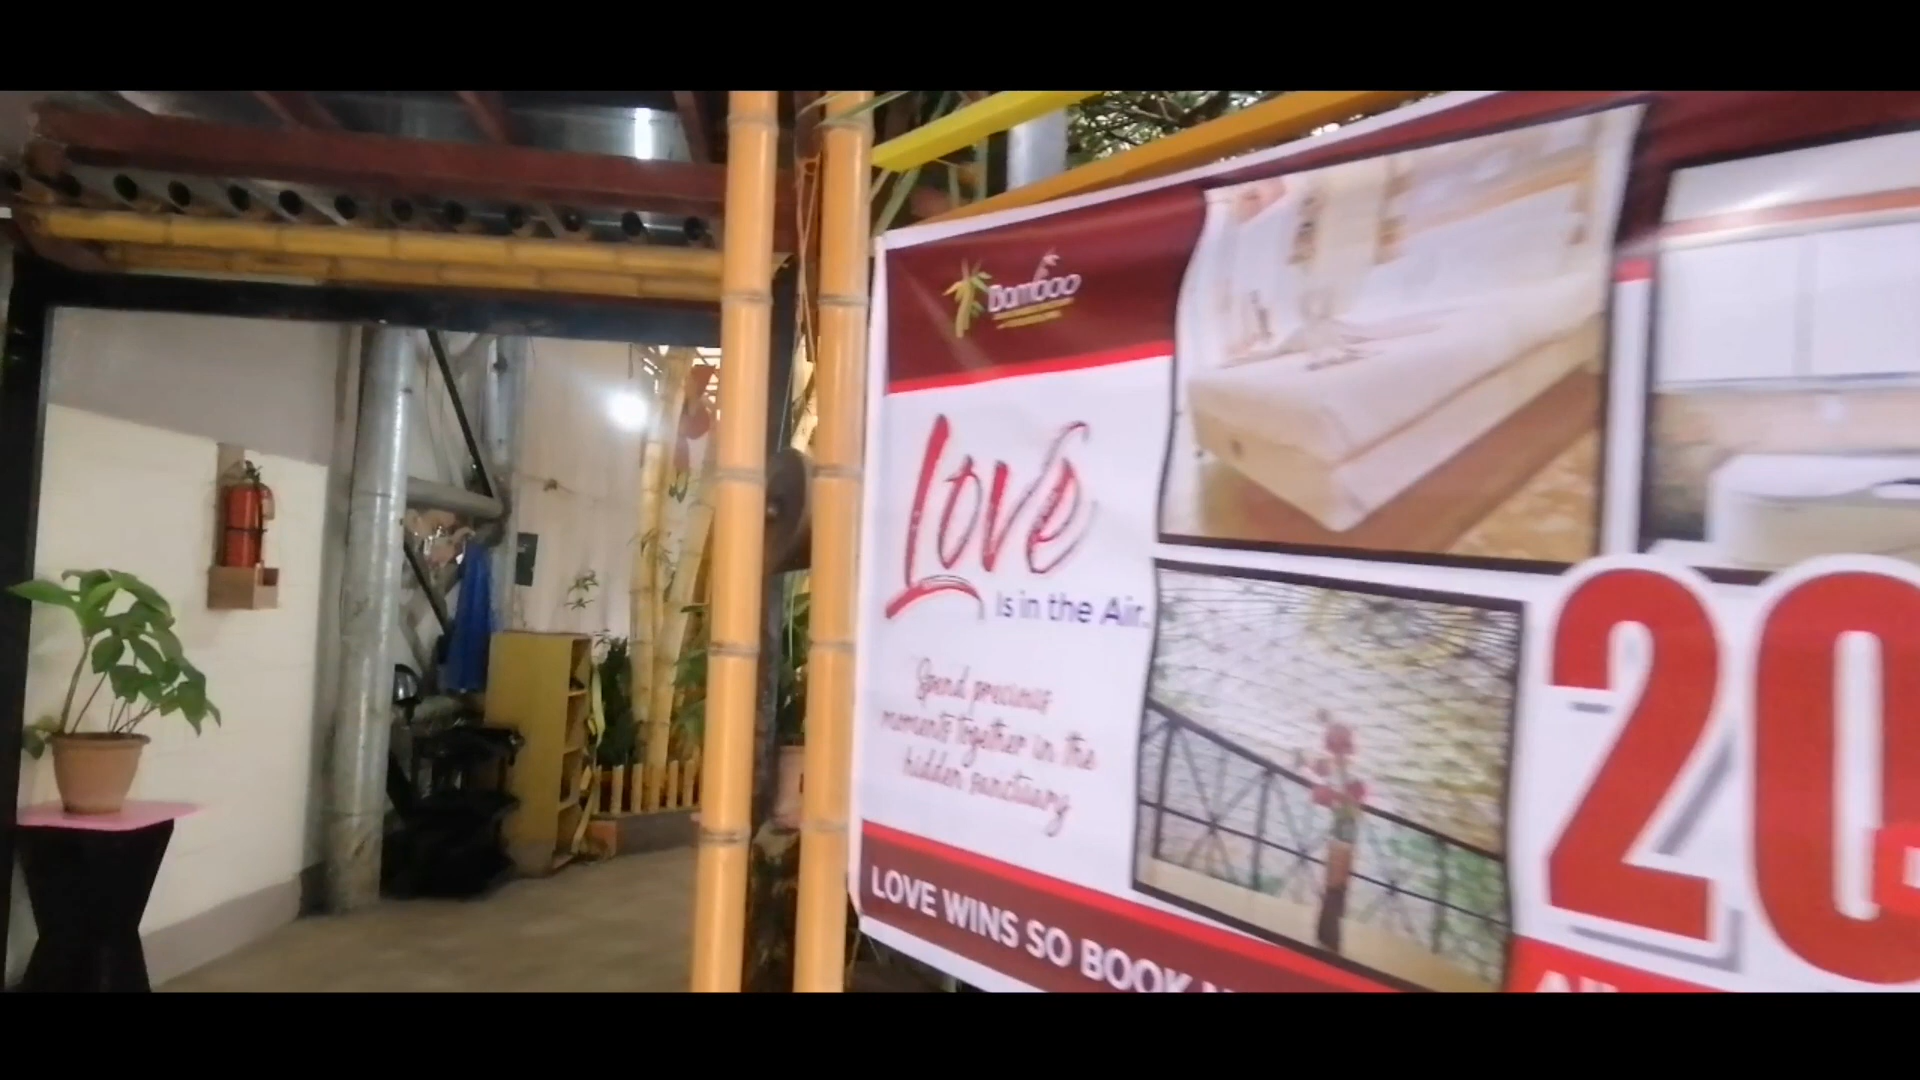 Bamboo
Love
Is in the Air.
Spend precious
moments together in the
hidden sanctuary
LOVE WINS SO BOOK
20